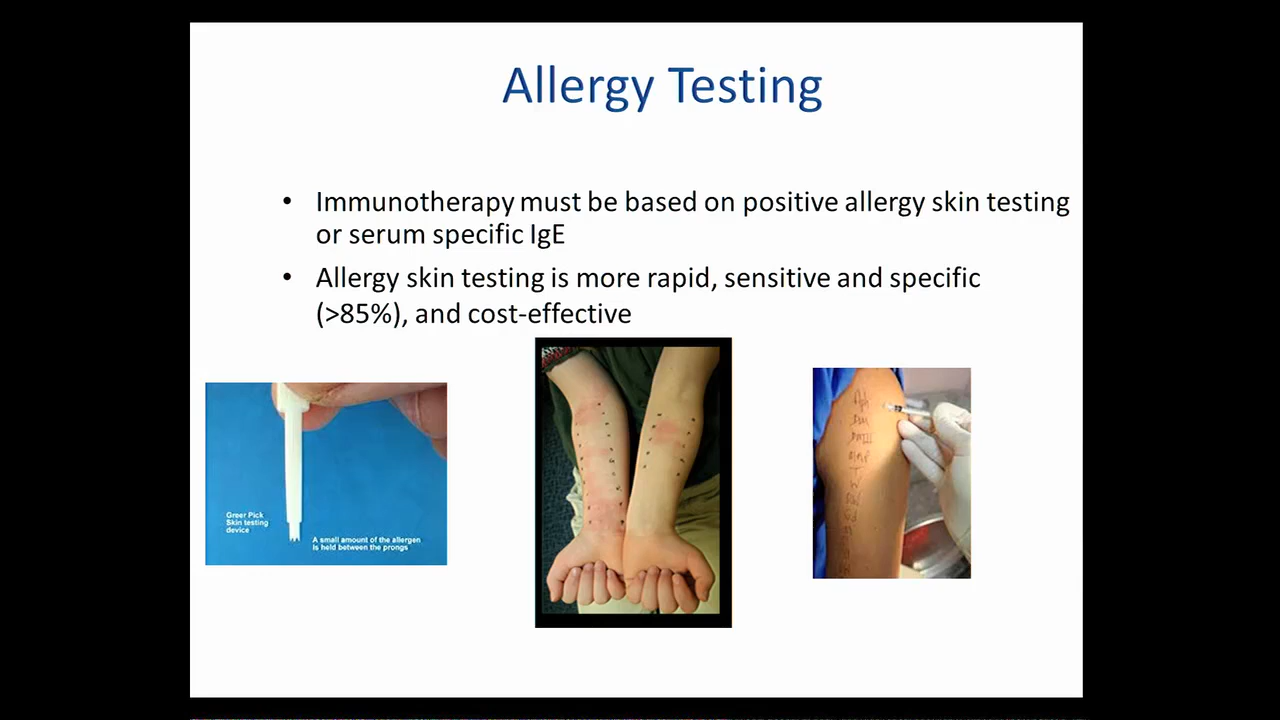 Allergy Testing
• Immunotherapy must be based on positive allergy skin testing
or serum specific IgE
• Allergy skin testing is more rapid, sensitive and specific
(>85%), and cost-effective
Greer Pick
Skin testing
device
A small amount of the allergen
is held between the prongs